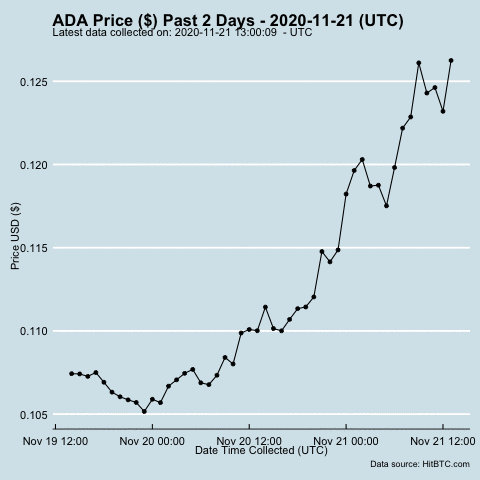 ADA Price ($) Past 2 Days - 2020-11-21 (UTC)
Latest data collected on: 2020-11-21 13:00:09 - UTC
Price USD ($)
0.125
0.120
0.115
0.110
0.105
Nov 19 12:00 Nov 20 00:00 Nov 20 12:00 Nov 21 00:00 Nov 21 12:00
Date Time Collected (UTC)
Data source: HitBTC.com